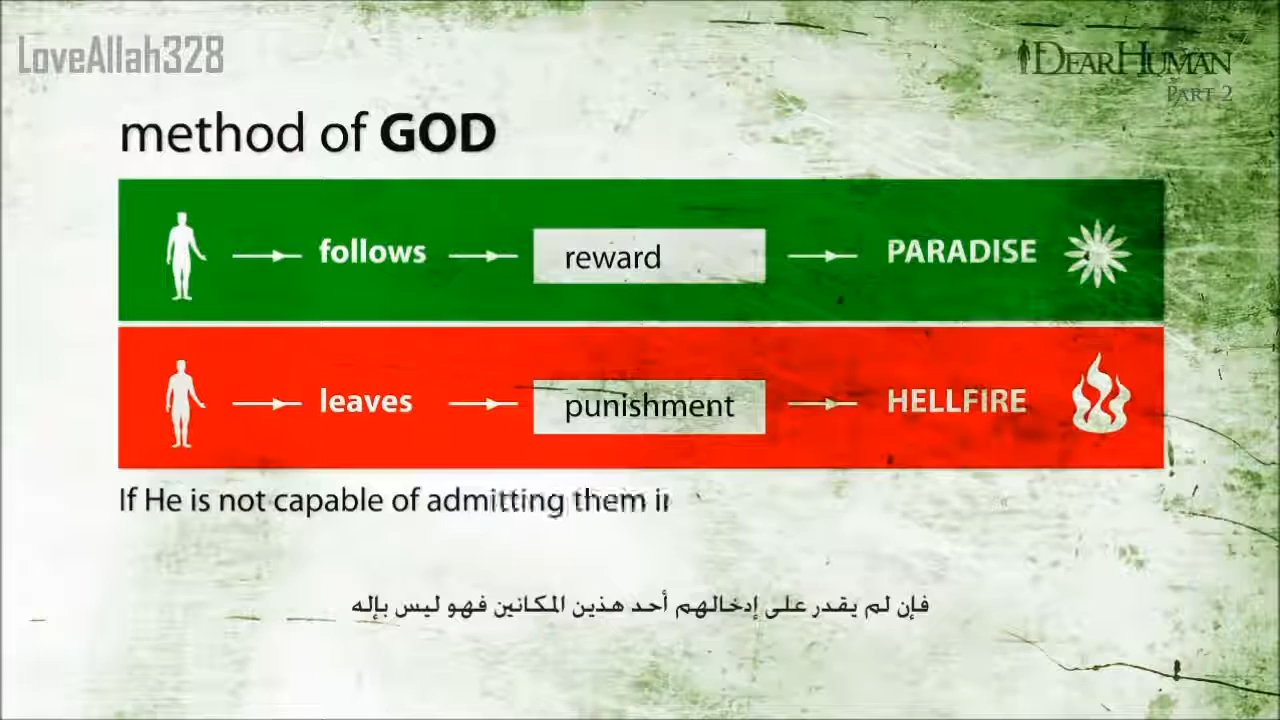 LoveAllah328
DEARHUMAN
PART 2
method of GOD
follows reward PARADISE
leaves punishment HELLFIRE
If He is not capable of admitting them
فإن لم يقدر على إدخالهم أحد هذين المكانين فهو ليس بإله